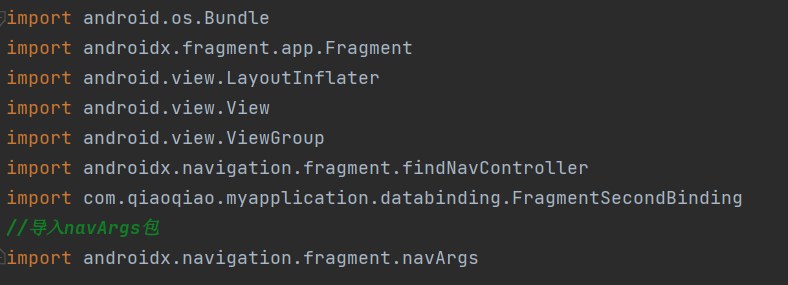 import android.os.Bundle
import androidx.fragment.app.Fragment
import android.view.LayoutInflater
import android.view.View
import android.view.ViewGroup
import androidx.navigation.fragment.findNavController
import com.qiaoqiao.myapplication.databinding.FragmentSecondBinding
//导入navArgs包
import androidx.navigation.fragment.navArgs